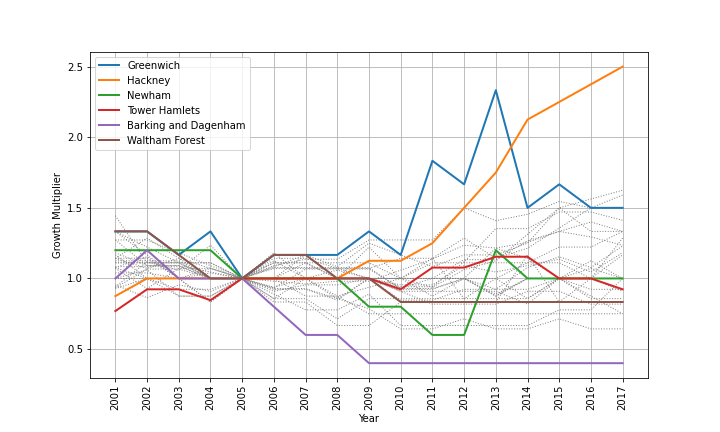 Greenwich
Hackney
Newham
Tower Hamlets
Barking and Dagenham
Waltham Forest
Growth Multiplier
2.5
2.0
1.5
1.0
0.5
2001 2002 2003 2004 2005 2006 2007 2008 2009 2010 2011 2012 2013 2014 2015 2016 2017
Year